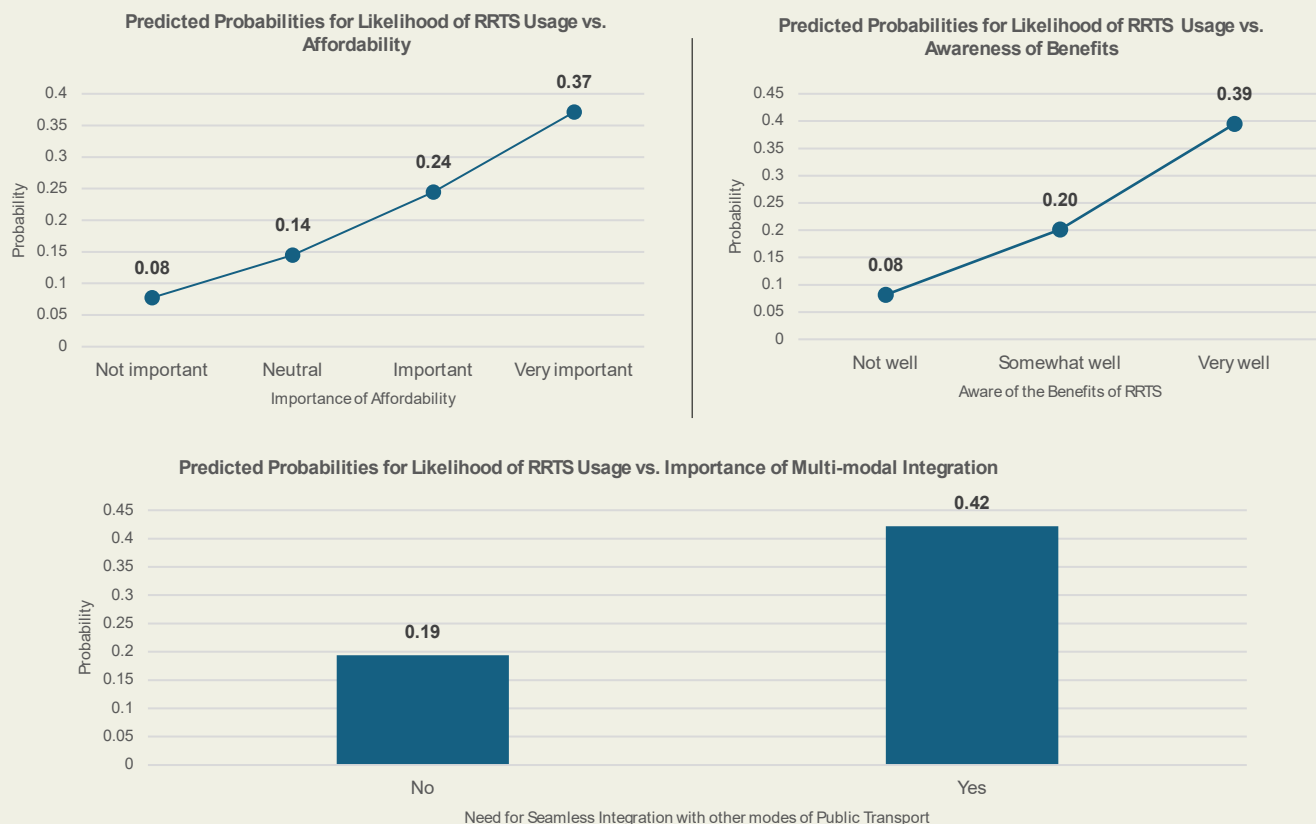 Predicted Probabilities for Likelihood of RRTS Usage vs.
Affordability
0.4
0.35
0.3
0.25
0.2
0.15
0.1
0.05
0
Probability
0.08
0.14
0.24
0.37
Not important
Neutral
Important
Very important
Importance of Affordability
Predicted Probabilities for Likelihood of RRTS Usage vs.
Awareness of Benefits
0.45
0.4
0.35
0.3
0.25
0.2
0.15
0.1
0.05
0
Probability
0.08
0.20
0.39
Not well
Somewhat well
Very well
Aware of the Benefits of RRTS
Predicted Probabilities for Likelihood of RRTS Usage vs. Importance of Multi-modal Integration
0.45
0.4
0.35
0.3
0.25
0.2
0.15
0.1
0.05
0
Probability
0.19
0.42
No
Yes
Need for Seamless Integration with other modes of Public Transport